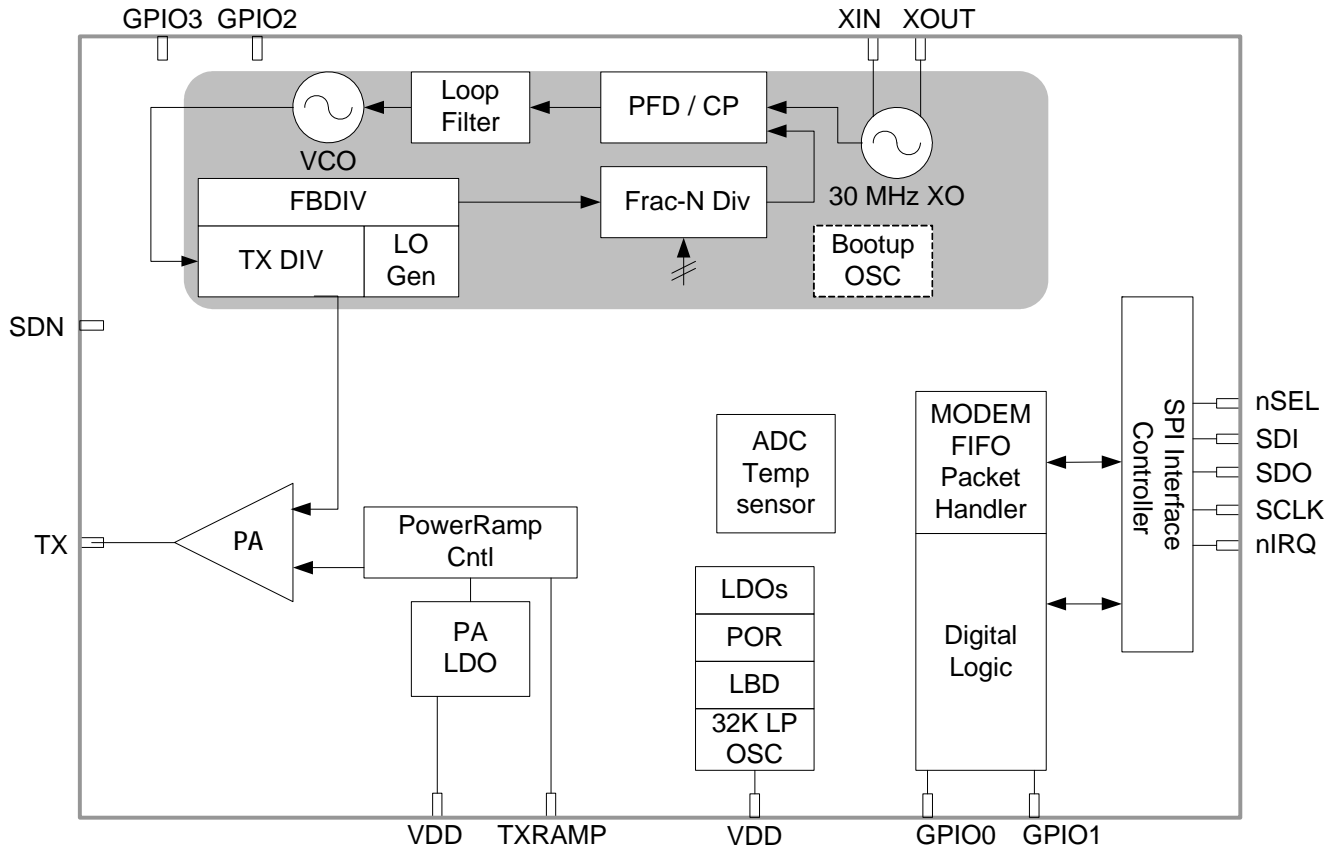 GPIO3 GPIO2
XIN XOUT
Loop
Filter
PFD / CP
VCO
30 MHz XO
FBDIV
Frac-N Div
TX DIV
LO
Gen
Bootup
OSC
SDN
SPI Interface
Controller
nSEL
SDI
SDO
SCLK
nIRQ
MODEM
FIFO
Packet
Handler
ADC
Temp
sensor
TX
PA
PowerRamp
Cntl
PA
LDO
LDOs
POR
LBD
32K LP
OSC
Digital
Logic
VDD TXRAMP
VDD
GPIO0 GPIO1